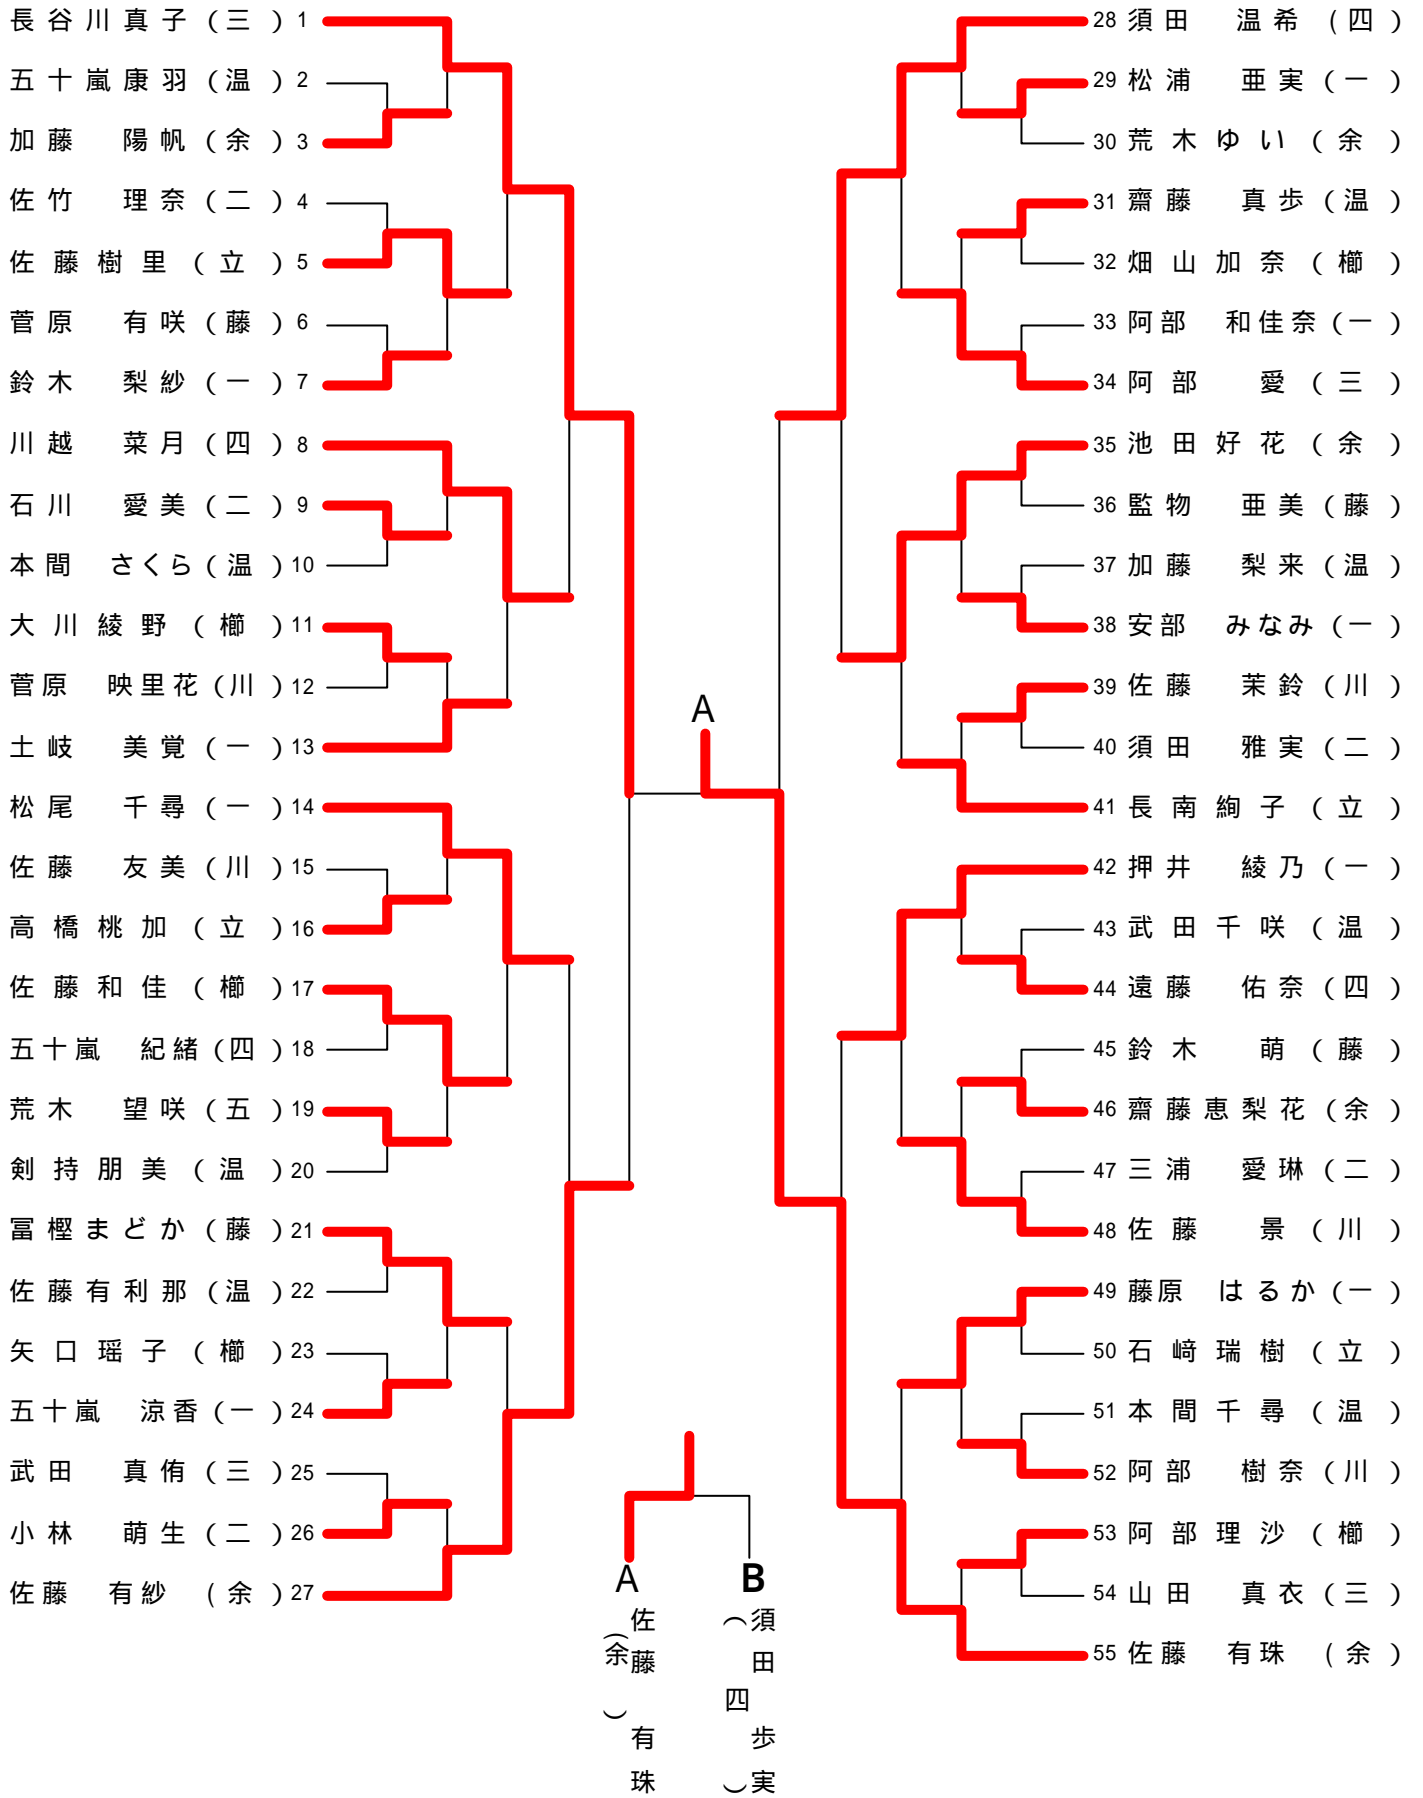 長谷川真子(三)1
五十嵐康羽(温)2
加藤 陽帆(余)3
佐竹 理奈(二)4
佐藤樹里(立)5
菅原 有咲(藤)6
鈴木 梨紗(一)7
川越 菜月(四)8
石川 愛美(二)9
本間 さくら(温)10
大川綾野(櫛)11
菅原 映里花(川)12
土岐 美覚(一)13
松尾 千尋(一)14
佐藤 友美(川)15
高橋桃加(立)16
佐藤和佳(櫛)17
五十嵐 紀緒(四)18
荒木 望咲(五)19
剣持朋美(温)20
冨樫まどか(藤)21
佐藤有利那(温)22
矢口瑶子(櫛)23
五十嵐 涼香(一)24
武田 真侑(三)25
小林 萌生(二)26
佐藤 有紗(余)27
A
28 須田 温希(四)
29 松浦 亜実(一)
30 荒木ゆい(余)
31 齋藤 真歩(温)
32 畑山加奈(櫛)
33 阿部 和佳奈(一)
34 阿部 愛(三)
35 池田好花(余)
36 監物 亜美(藤)
37 加藤 梨来(温)
38 安部 みなみ(一)
39 佐藤 茉鈴(川)
40 須田 雅実(二)
41 長南絢子(立)
42 押井 綾乃(一)
43 武田千咲(温)
44 遠藤 佑奈(四)
45 鈴木 萌(藤)
46 齋藤恵梨花(余)
47 三浦 愛琳(二)
48 佐藤 景(川)
49 藤原 はるか(一)
50 石﨑瑞樹(立)
51 本間千尋(温)
52 阿部 樹奈(川)
53 阿部理沙(櫛)
54 山田 真衣(三)
55 佐藤 有珠(余)
A
佐藤 有珠
(余)
B
須田 歩実
(四)